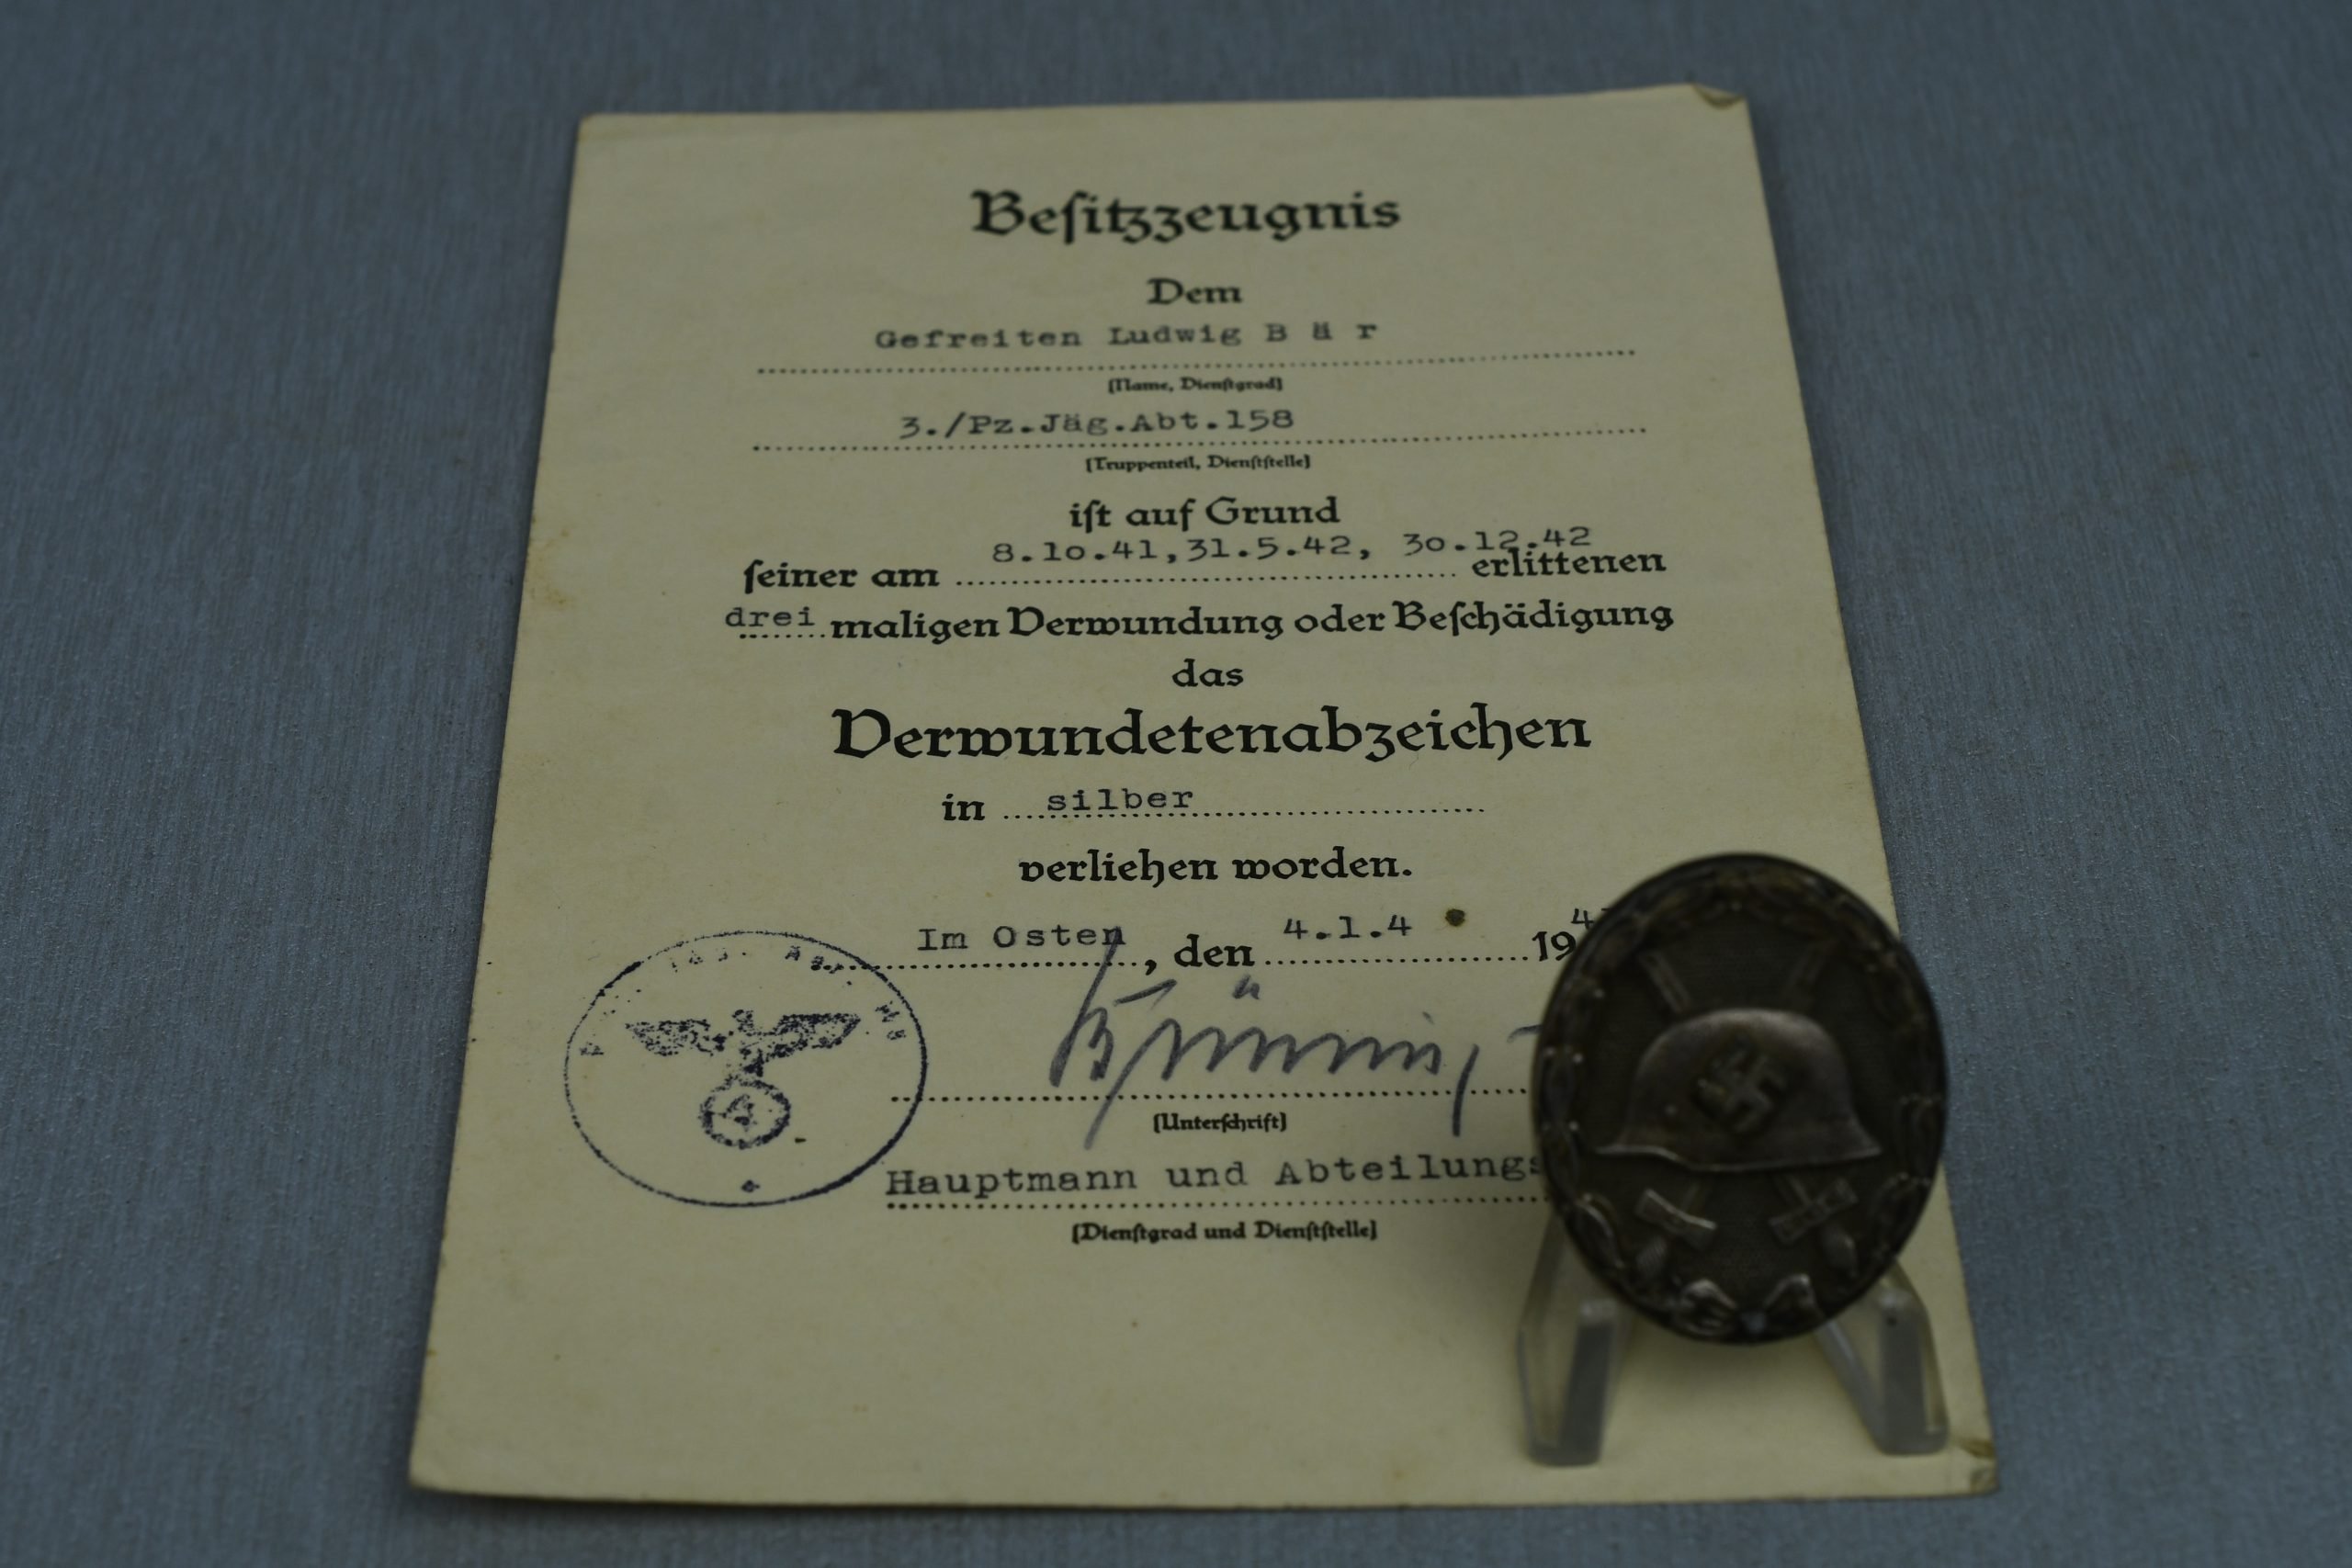 Besitzzeugnis
Dem
Gefreiten Ludwig B ä r
(Name, Dienstgrad)
3./Pz.Jäg.Abt.158
(Truppenteil, Dienststelle)
ist auf Grund
8.10.41,31.5.42, 30.12.42
seiner am erlittenen
drei maligen Verwundung oder Beschädigung
das
Verwundetenabzeichen
in silber
verliehen worden.
Im Osten, den 4.1.4 19
(Unterschrift)
Hauptmann und Abteilungs
(Dienstgrad und Dienststelle)